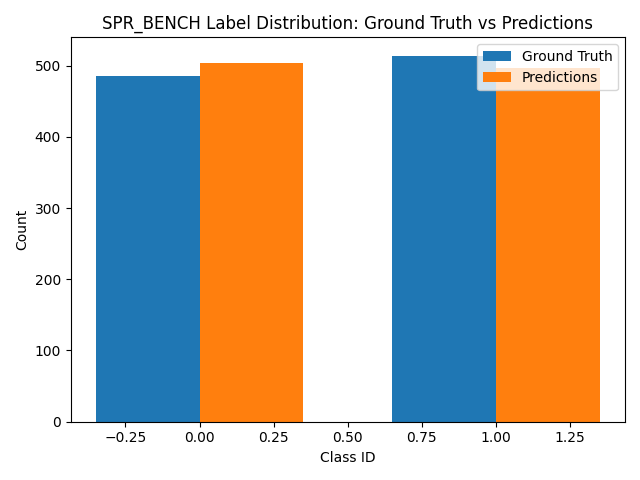 SPR_BENCH Label Distribution: Ground Truth vs Predictions
Ground Truth
Predictions
Count
500
400
300
200
100
0
−0.25 0.00 0.25 0.50 0.75 1.00 1.25
Class ID